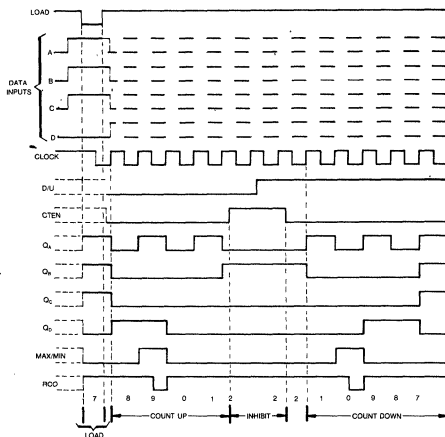 LOAD
A
B
DATA
INPUTS
C
D
CLOCK
D/U
CTEN
QA
QB
QC
QD
MAX/MIN
RCO
7 8 9 0 1 2 2 2 1 0 9 8 7
COUNT UP INHIBIT COUNT DOWN
LOAD